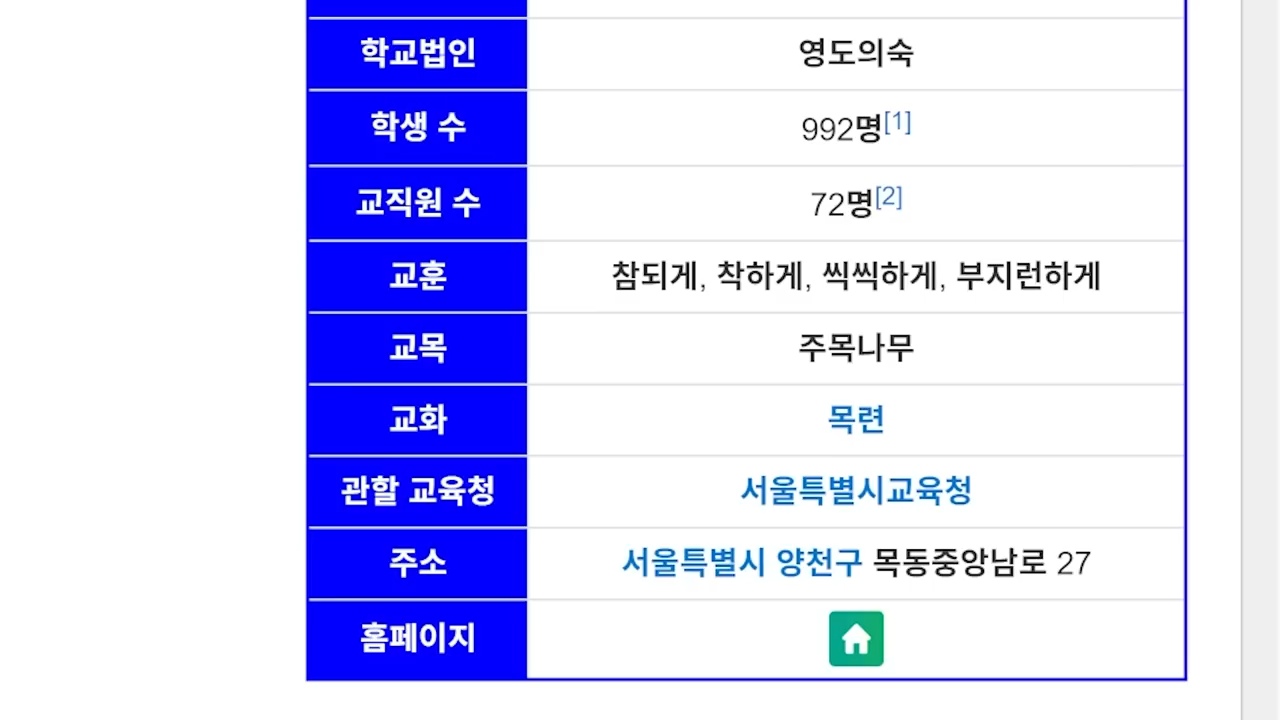 학교법인 영도의숙
학생 수 992명[1]
교직원 수 72명[2]
교훈 참되게, 착하게, 씩씩하게, 부지런하게
교목 주목나무
교화 목련
관할 교육청 서울특별시교육청
주소 서울특별시 양천구 목동중앙남로 27
홈페이지